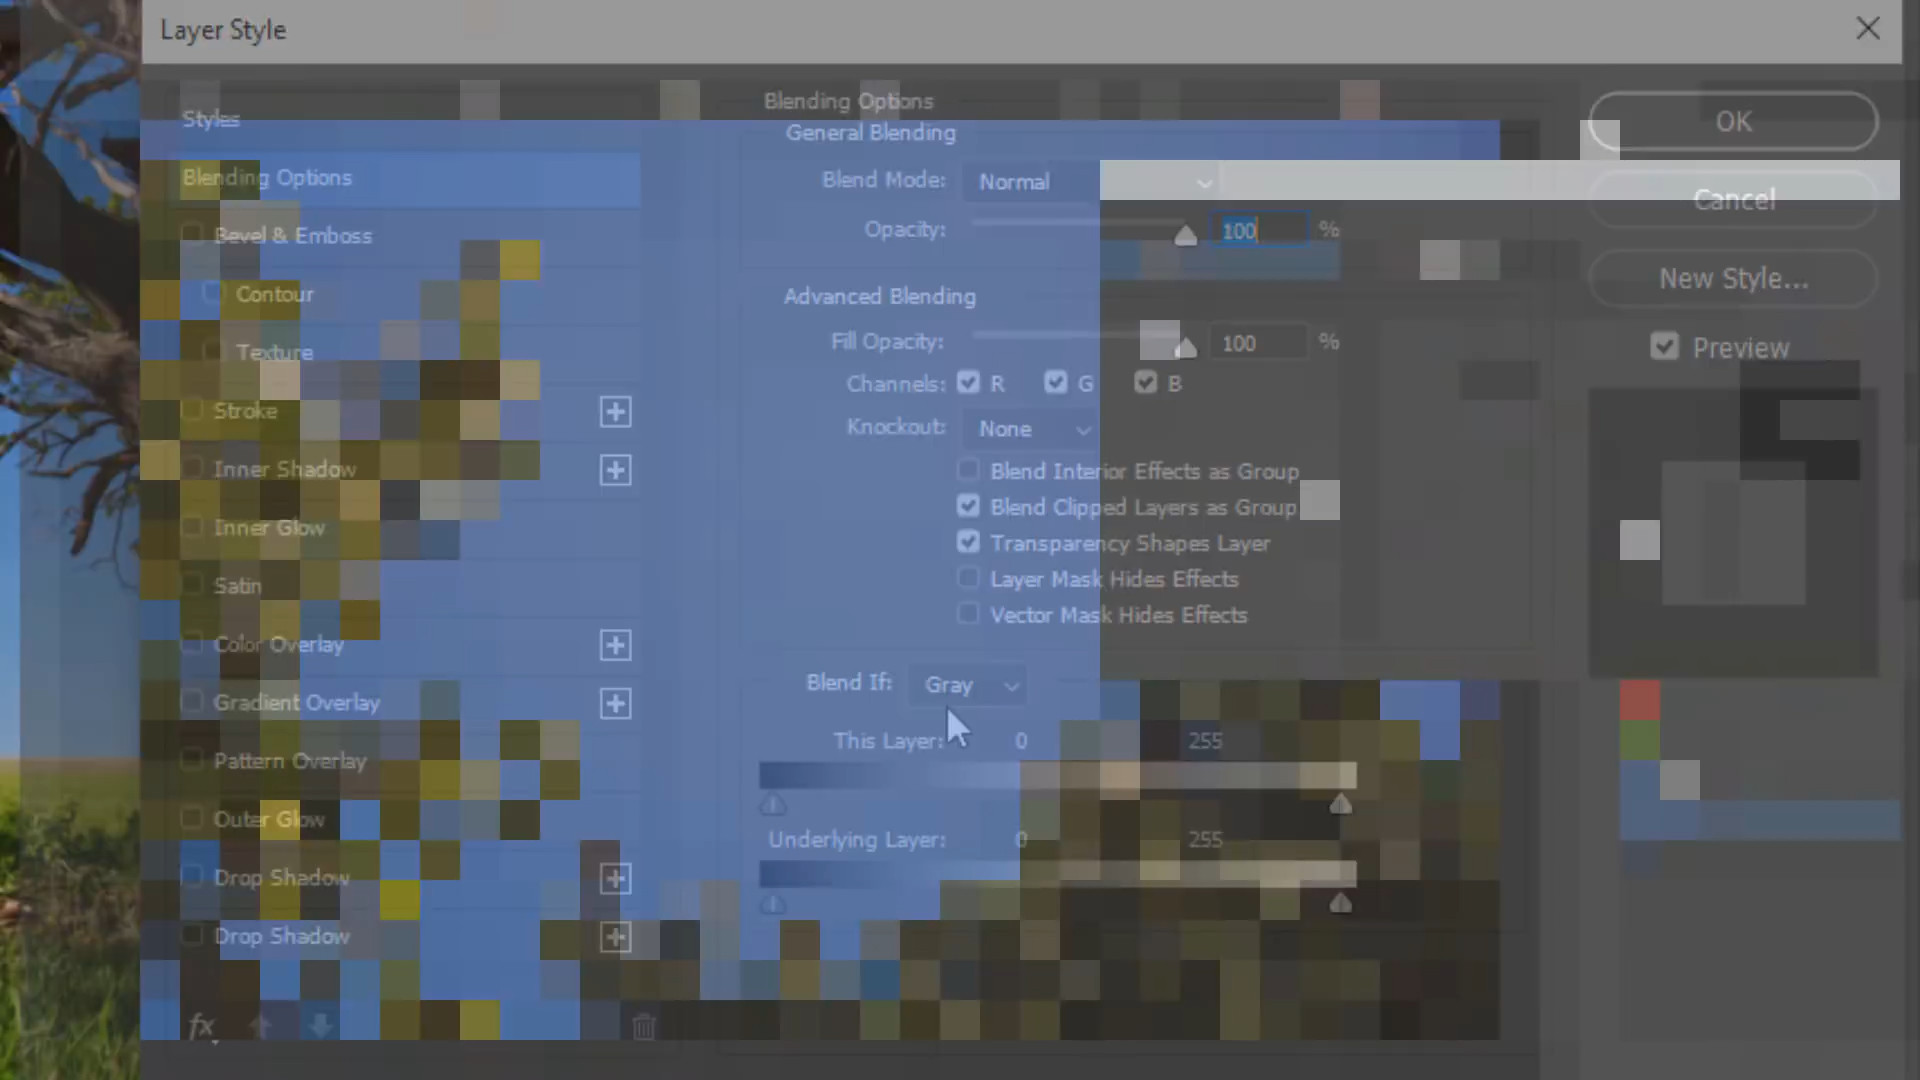 Layer Style
Styles
Blending Options
Bevel & Emboss
Contour
Texture
Stroke
Inner Shadow
Inner Glow
Satin
Color Overlay
Gradient Overlay
Pattern Overlay
Outer Glow
Drop Shadow
Drop Shadow
fx
Blending Options
General Blending
Blend Mode: Normal
Opacity: 100 %
Advanced Blending
Fill Opacity: 100 %
Channels: R G B
Knockout: None
Blend Interior Effects as Group
Blend Clipped Layers as Group
Transparency Shapes Layer
Layer Mask Hides Effects
Vector Mask Hides Effects
Blend If: Gray
This Layer: 0 255
Underlying Layer: 0 255
OK
Cancel
New Style...
Preview